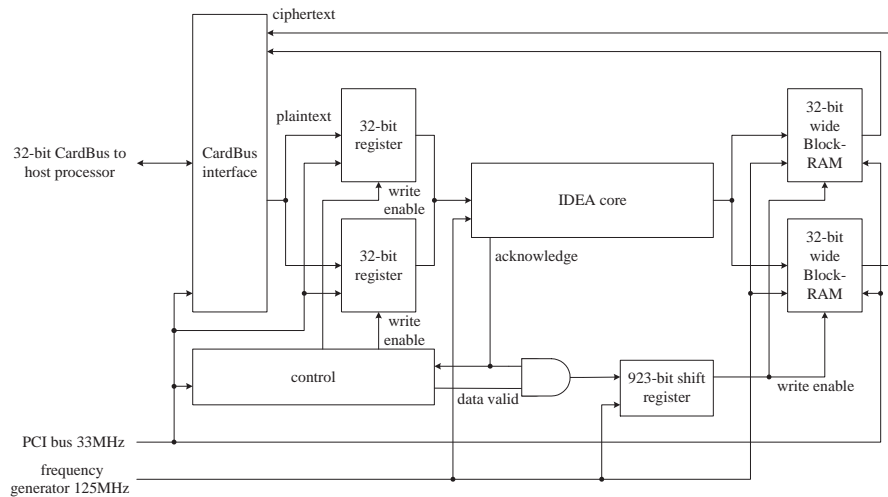 ciphertext
plaintext
32-bit
register
32-bit
wide
Block-
RAM
32-bit CardBus to
host processor
CardBus
interface
write
enable
IDEA core
32-bit
register
acknowledge
32-bit
wide
Block-
RAM
write
enable
control
data valid
923-bit shift
register
write enable
PCI bus 33MHz
frequency
generator 125MHz